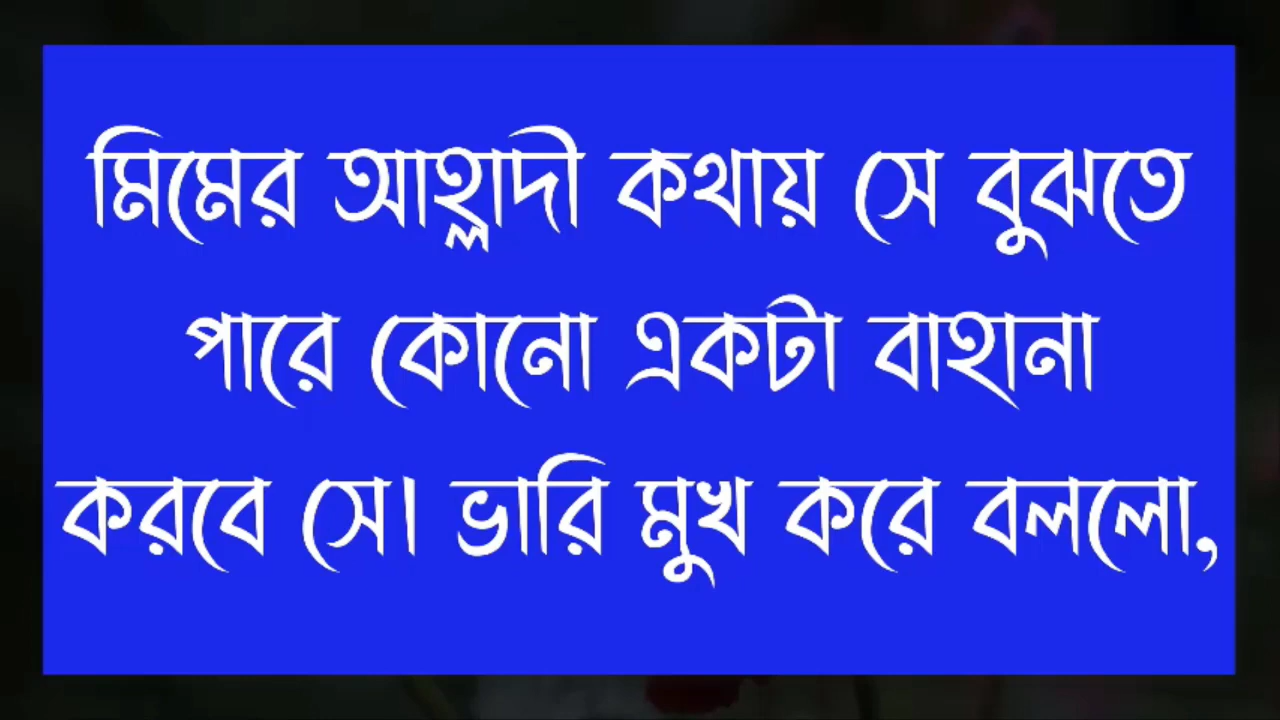 মিমের আহ্লাদী কথায় সে বুঝতে
পারে কোনো একটা বাহানা
করবে সে। ভারি মুখ করে বললো,